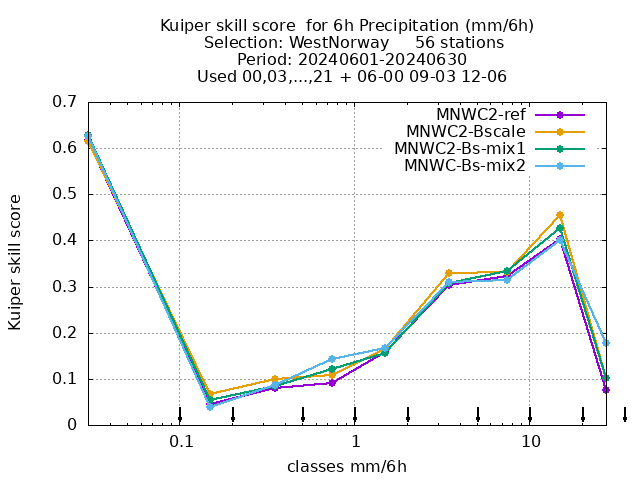 Kuiper skill score  for 6h Precipitation (mm/6h)
Selection: WestNorway     56 stations
Period: 20240601-20240630
Used 00,03,...,21 + 06-00 09-03 12-06
MNWC2-ref
MNWC2-Bscale
MNWC2-Bs-mix1
MNWC-Bs-mix2
Kuiper skill score
0.7
0.6
0.5
0.4
0.3
0.2
0.1
0
0.1 1 10
classes mm/6h